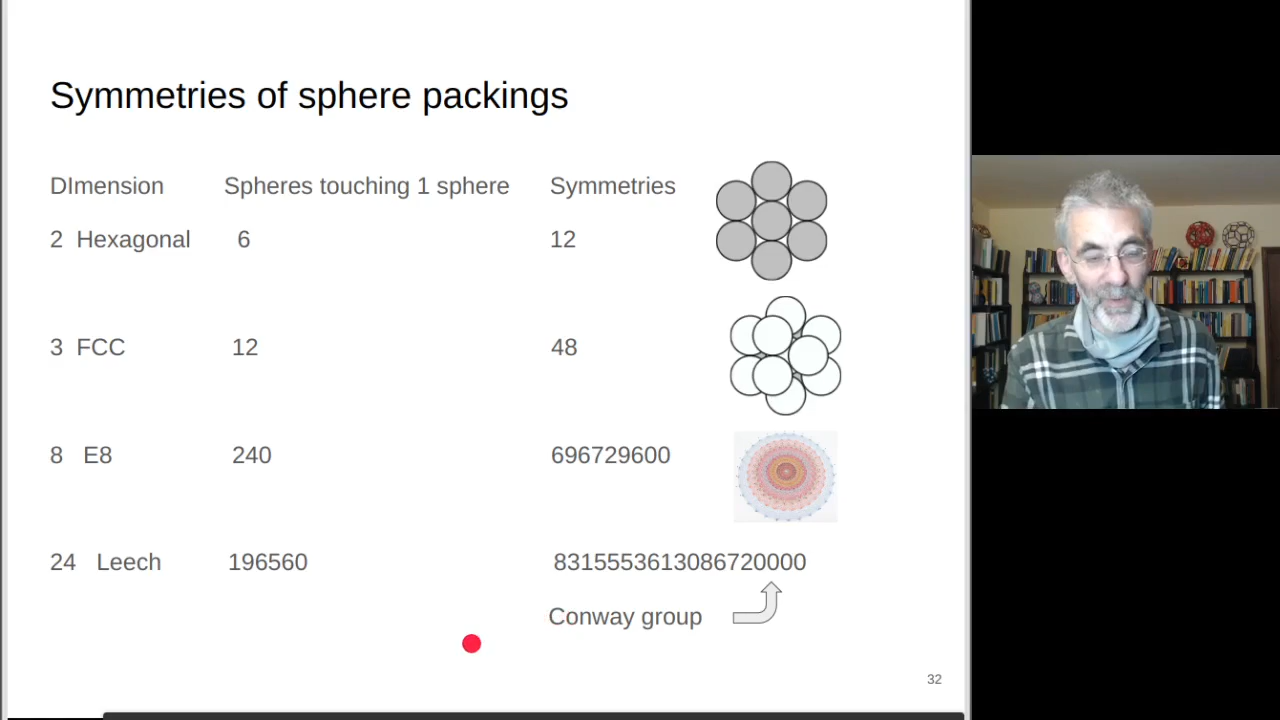 Symmetries of sphere packings
DImension Spheres touching 1 sphere Symmetries
2 Hexagonal 6 12
3 FCC 12 48
8 E8 240 696729600
24 Leech 196560 8315553613086720000
Conway group
32